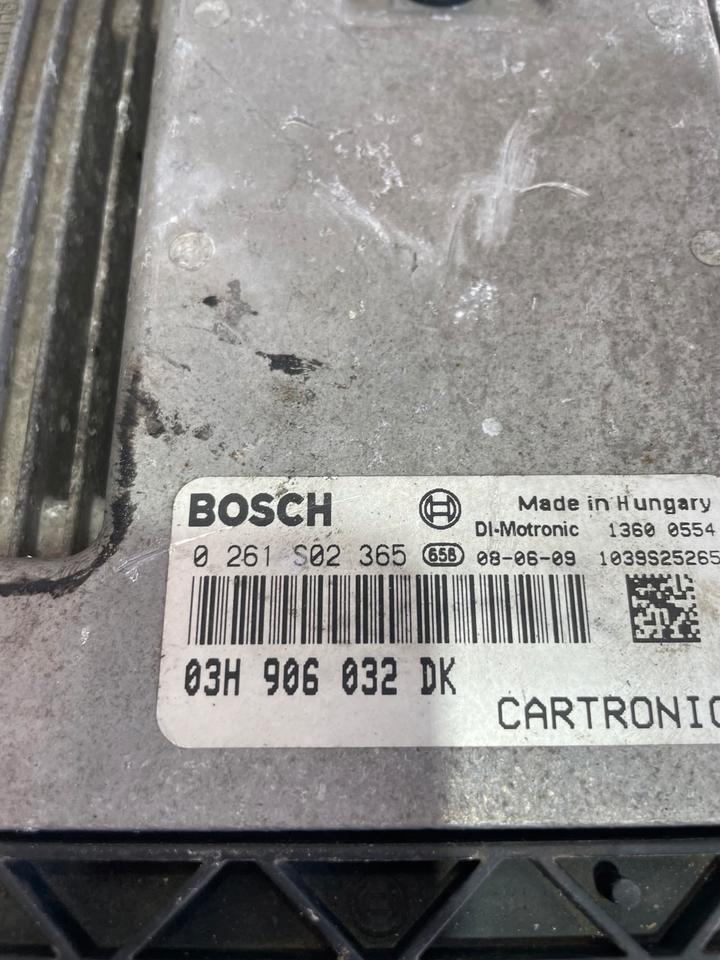 BOSCH
Made in Hungary
DI-Motronic 1360 0554
0 261 S02 365 658 08-06-09 1039S25265
03H 906 032 DK
CARTRONIC